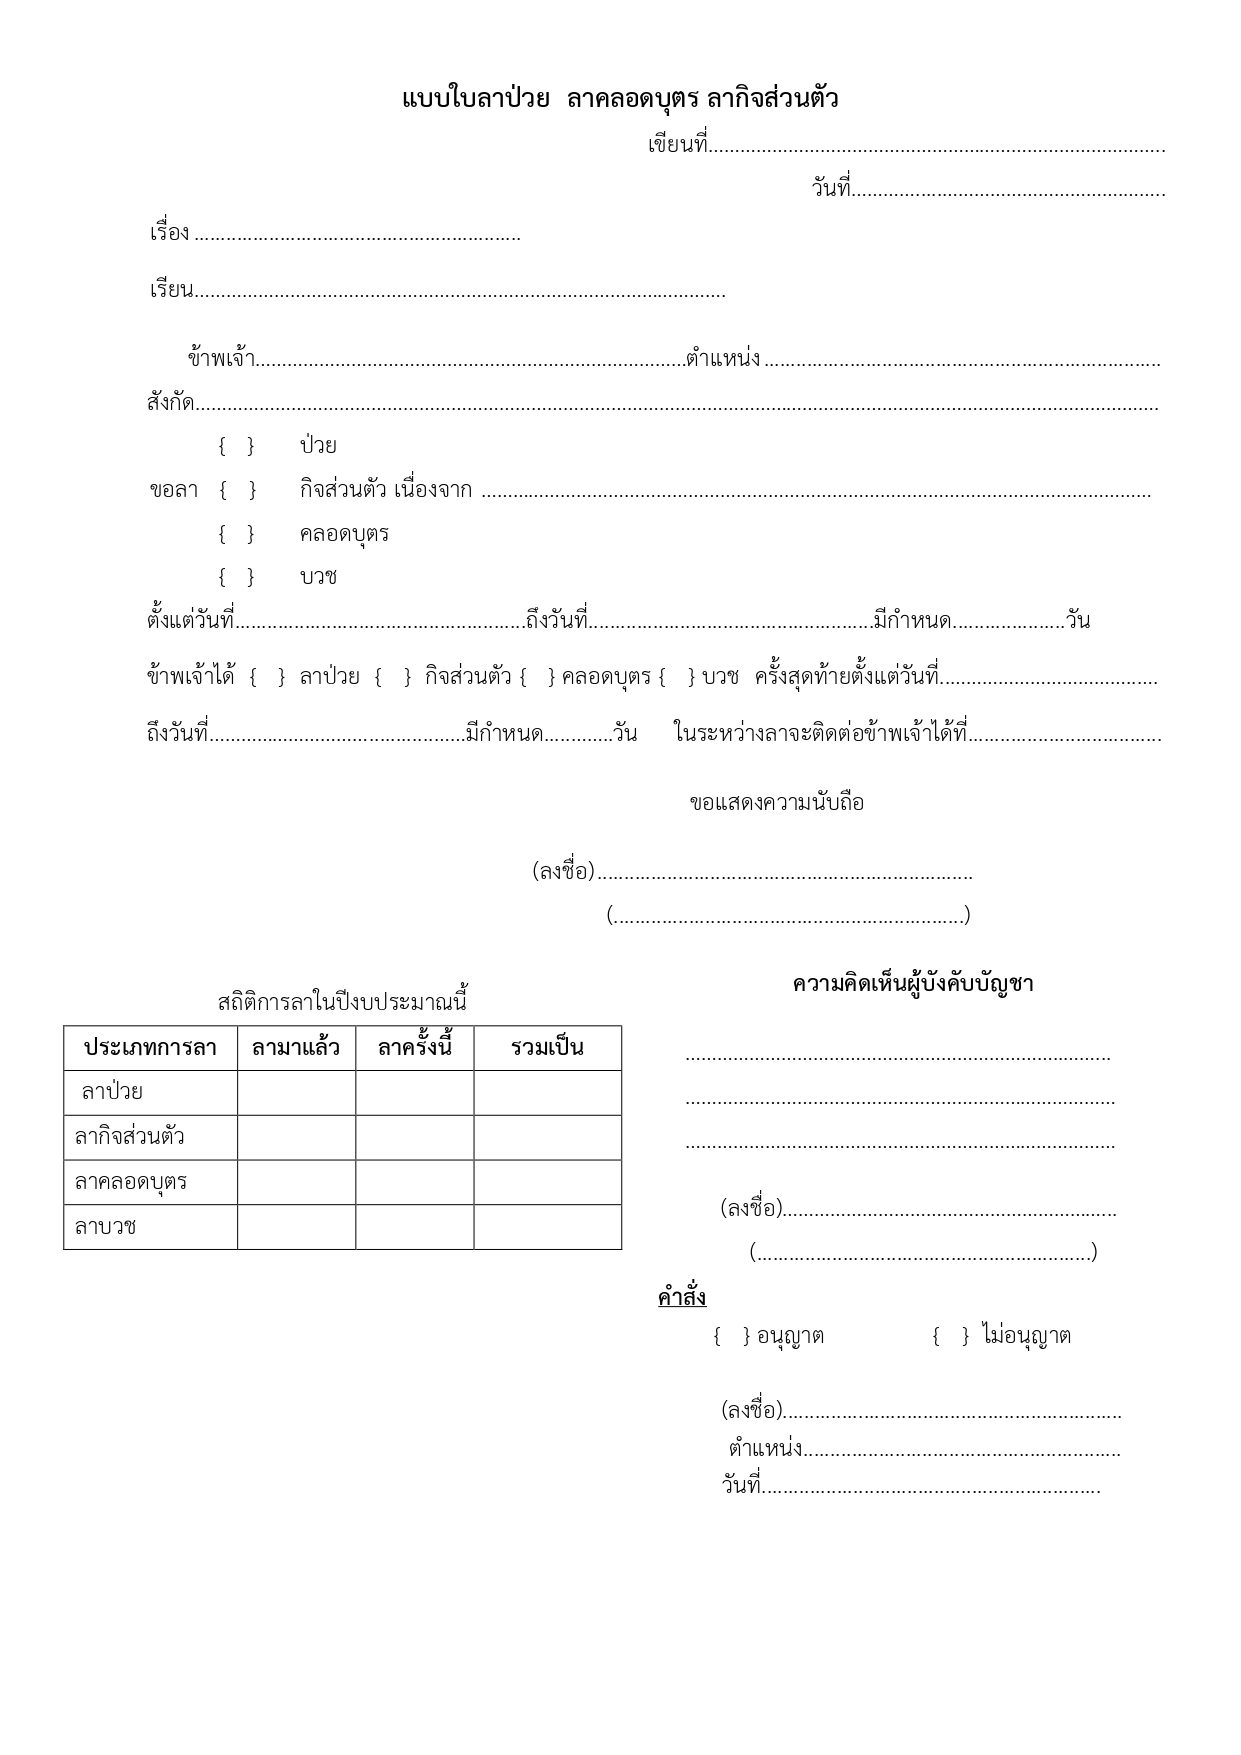 แบบใบลาป่วย ลาคลอดบุตร ลากิจส่วนตัว
เขียนที่......................................................................................
วันที่...........................................................
เรื่อง .............................................................
เรียน....................................................................................................
ข้าพเจ้า.................................................................................ตำแหน่ง ..........................................................................
สังกัด.....................................................................................................................................................................................
{ } ป่วย
ขอลา { } กิจส่วนตัว เนื่องจาก ..............................................................................................................................
{ } คลอดบุตร
{ } บวช
ตั้งแต่วันที่......................................................ถึงวันที่.....................................................มีกำหนด.....................วัน
ข้าพเจ้าได้ { } ลาป่วย { } กิจส่วนตัว { } คลอดบุตร { } บวช ครั้งสุดท้ายตั้งแต่วันที่.........................................
ถึงวันที่................................................มีกำหนด.............วัน ในระหว่างลาจะติดต่อข้าพเจ้าได้ที่....................................
ขอแสดงความนับถือ
(ลงชื่อ)......................................................................
(.................................................................)
สถิติการลาในปีงบประมาณนี้
ประเภทการลา ลามาแล้ว ลาครั้งนี้ รวมเป็น
ลาป่วย
ลากิจส่วนตัว
ลาคลอดบุตร
ลาบวช
ความคิดเห็นผู้บังคับบัญชา
................................................................................
.................................................................................
.................................................................................
(ลงชื่อ)...............................................................
(..............................................................)
คำสั่ง
{ } อนุญาต { } ไม่อนุญาต
(ลงชื่อ)...............................................................
ตำแหน่ง...........................................................
วันที่...............................................................